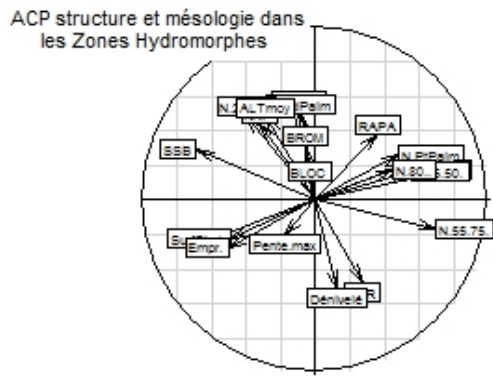 ACP structure et mésologie dans
les Zones Hydromorphes
ALTmoy
BROM
RAPA
SSB
BLOC
N.PtPalm
N.80..
N.55.75.
Empr.
Pente.max
Dénivelé